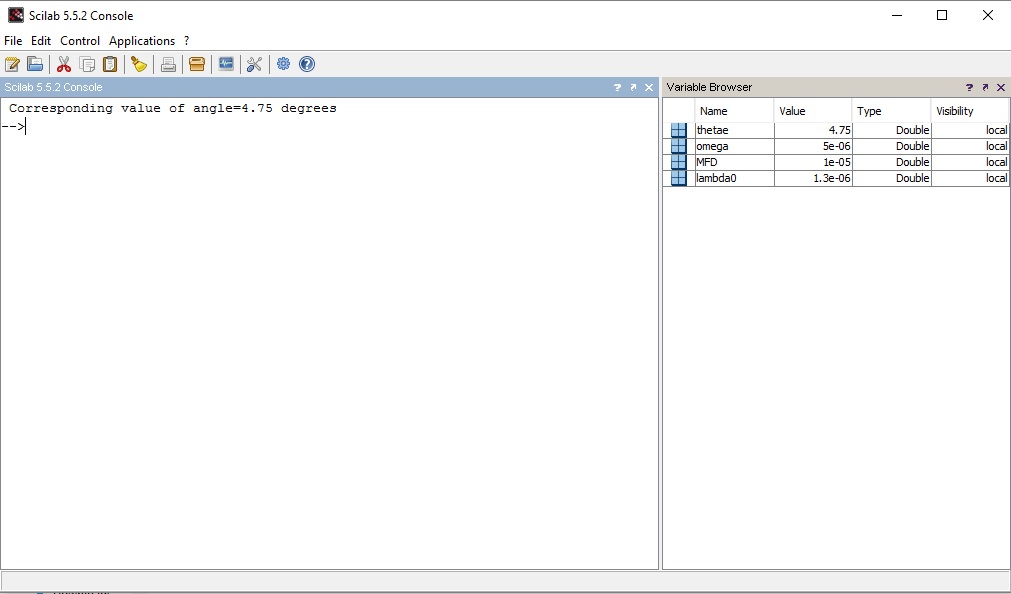 Scilab 5.5.2 Console
File Edit Control Applications ?
Scilab 5.5.2 Console
Corresponding value of angle=4.75 degrees
-->
Variable Browser
Name Value Type Visibility
thetae 4.75 Double local
omega 5e-06 Double local
MFD 1e-05 Double local
lambda0 1.3e-06 Double local